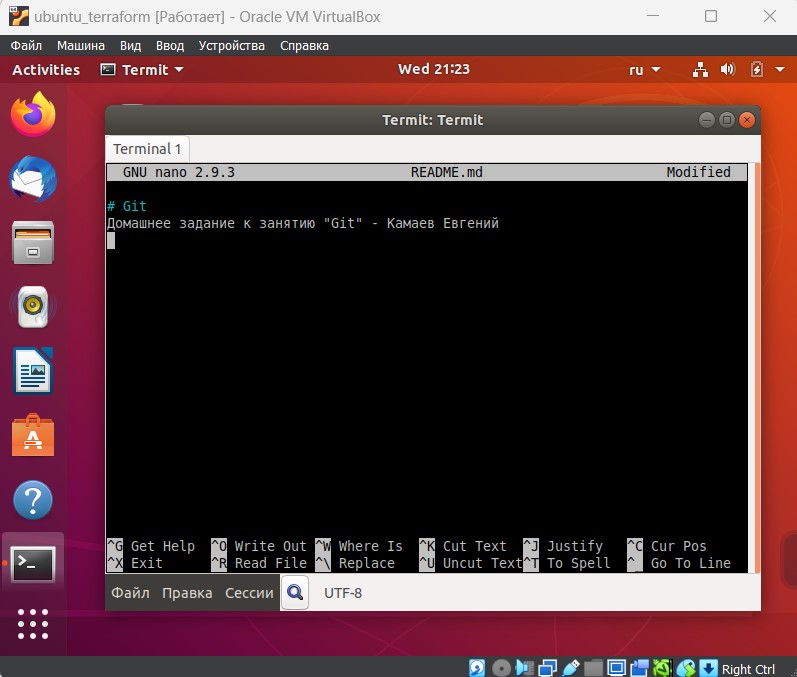 ubuntu_terraform [Работает] - Oracle VM VirtualBox
Файл Машина Вид Ввод Устройства Справка
Activities Termit Wed 21:23 ru
Termit: Termit
Terminal 1
GNU nano 2.9.3 README.md Modified
# Git
Домашнее задание к занятию "Git" - Камаев Евгений
^G Get Help ^O Write Out ^W Where Is ^K Cut Text ^J Justify ^C Cur Pos
^X Exit ^R Read File ^\ Replace ^U Uncut Text ^T To Spell ^_ Go To Line
Файл Правка Сессии UTF-8
Right Ctrl